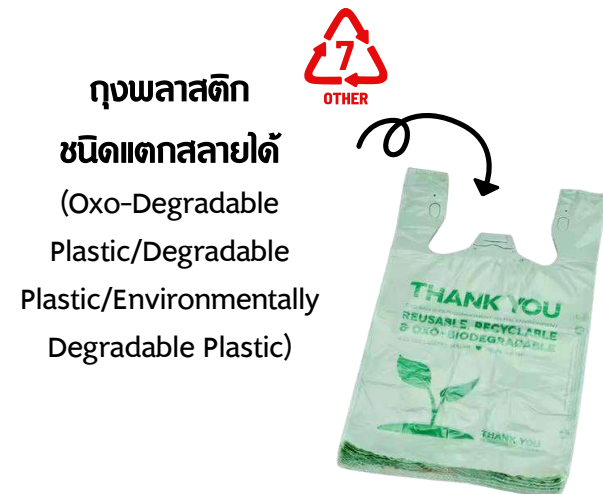 7
OTHER
ถุงพลาสติก
ชนิดแตกสลายได้
(Oxo-Degradable
Plastic/Degradable
Plastic/Environmentally
Degradable Plastic)
THANK YOU
REUSABLE, RECYCLABLE
& OXO-BIODEGRADABLE
THANK YOU